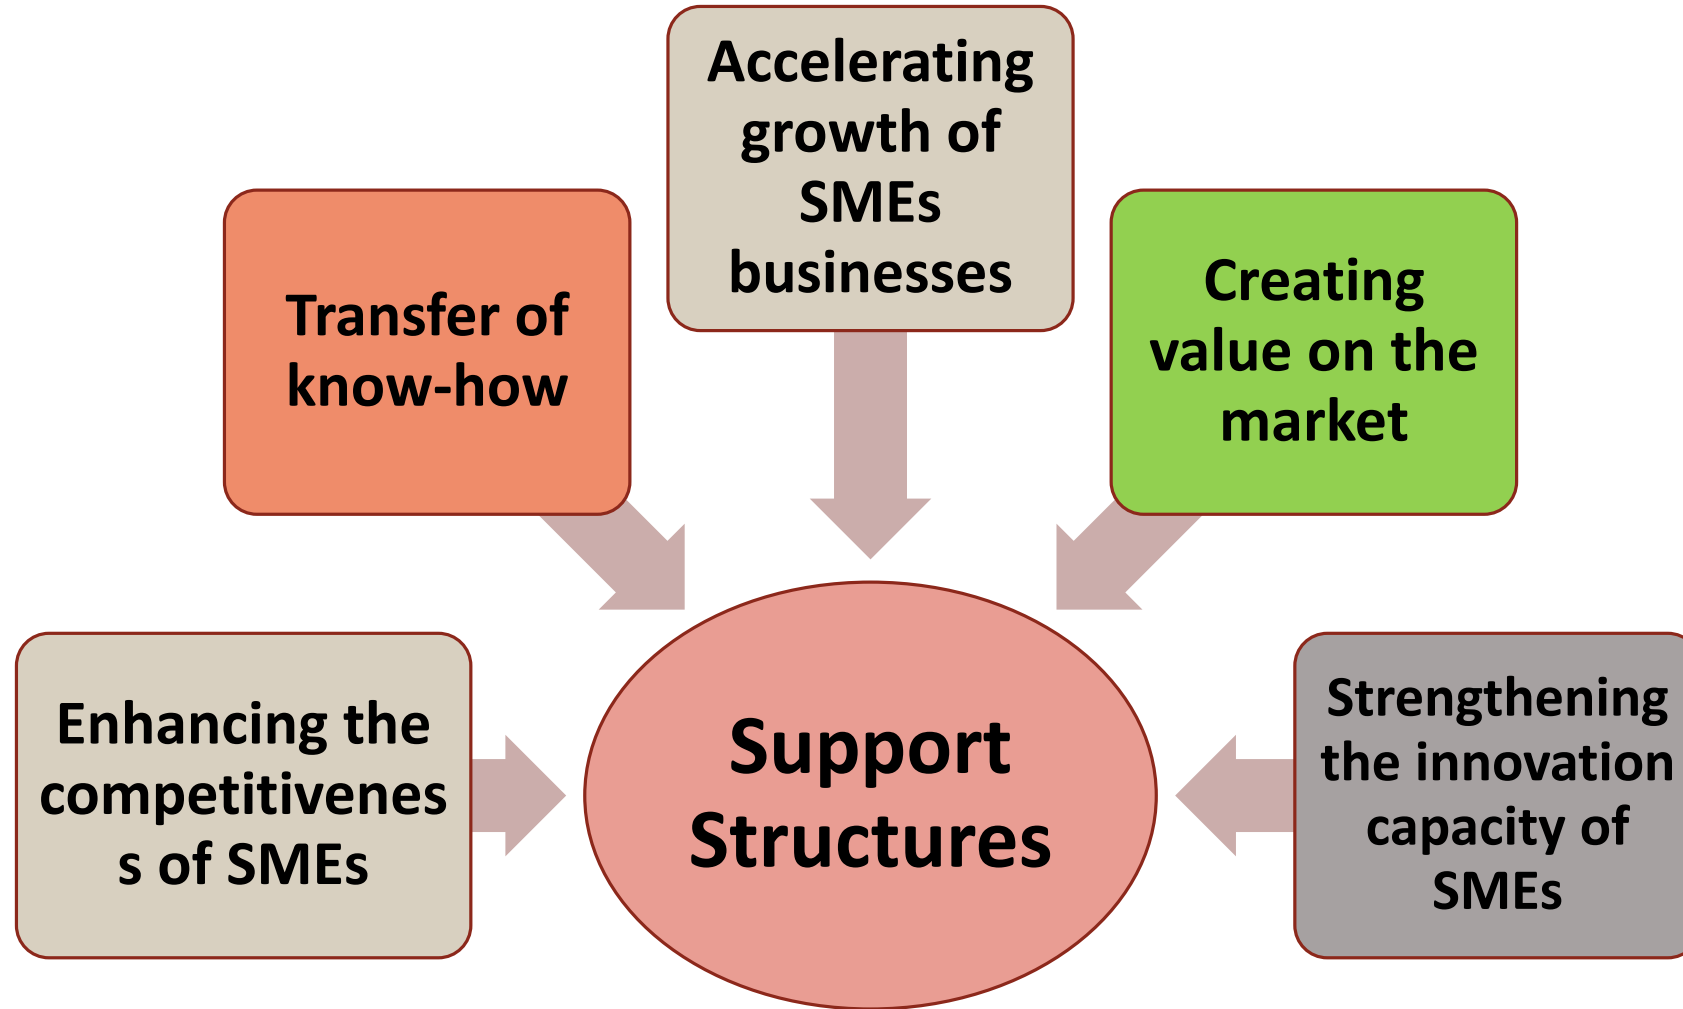 Accelerating
growth of
SMEs
businesses
Transfer of
know-how
Creating
value on the
market
Enhancing the
competitivenes
s of SMEs
Support
Structures
Strengthening
the innovation
capacity of
SMEs